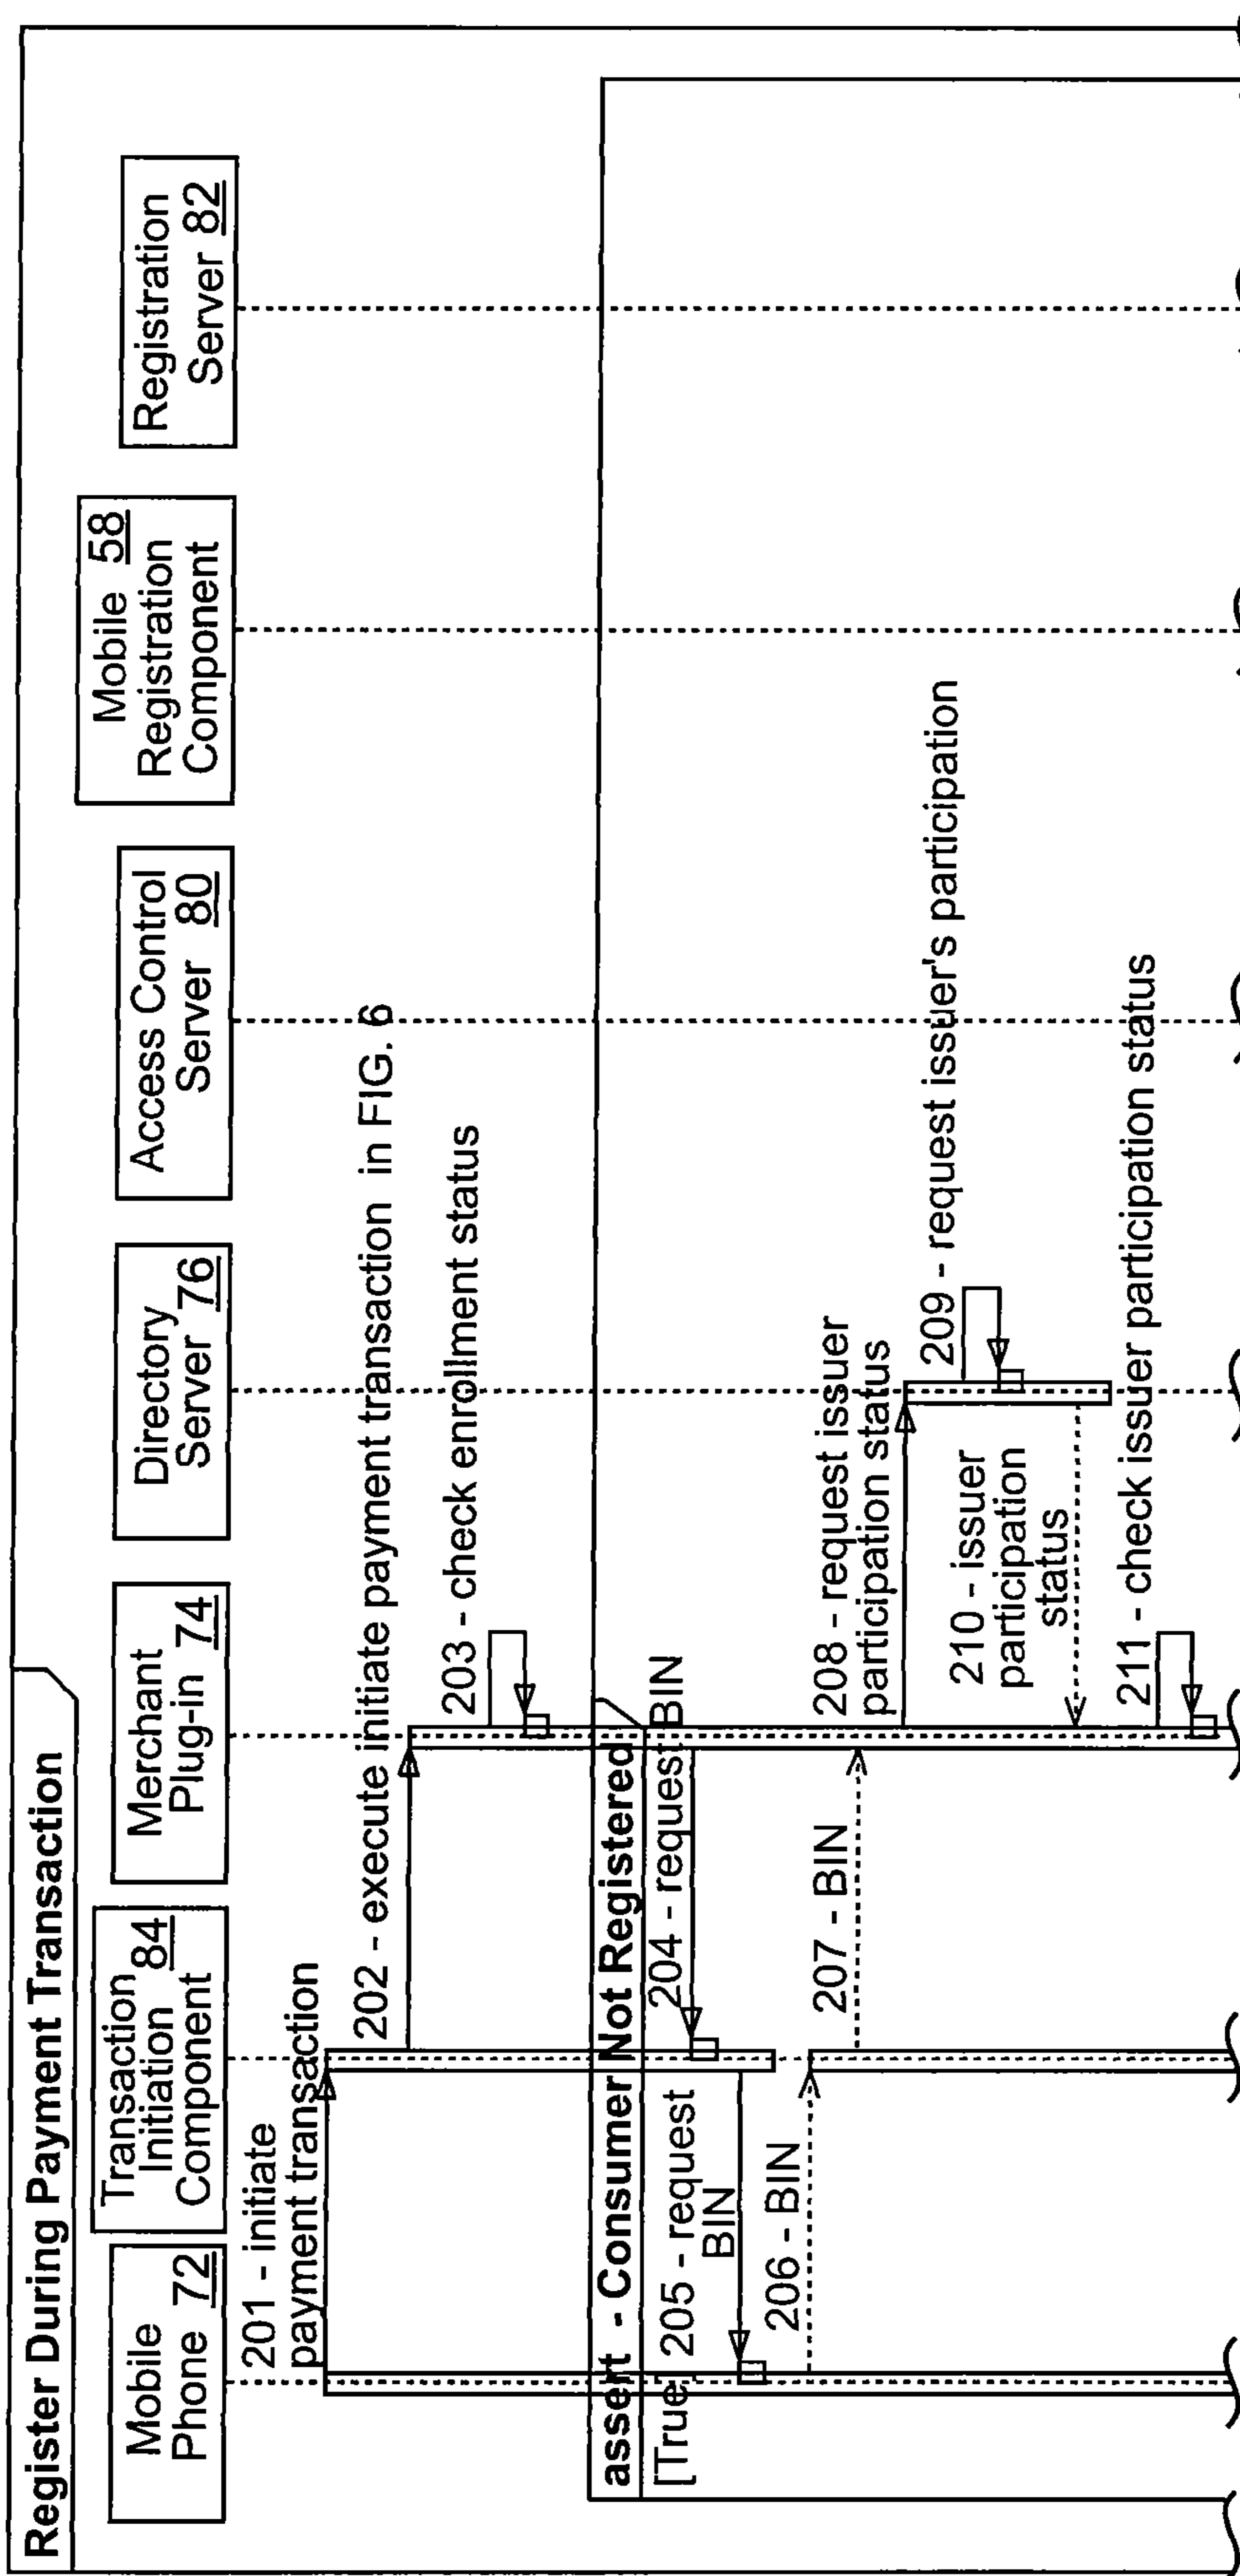 Register During Payment Transaction
Mobile
Phone 72
Transaction
Initiation 84
Component
Merchant
Plug-in 74
Directory
Server 76
Access Control
Server 80
Mobile 58
Registration
Component
Registration
Server 82
201 - initiate
payment transaction
202 - execute initiate payment transaction in FIG. 6
203 - check enrollment status
assert - Consumer Not Registered
[True]
204 - request BIN
205 - request
BIN
206 - BIN
207 - BIN
208 - request issuer
participation status
209 - request issuer's participation
210 - issuer
participation
status
211 - check issuer participation status